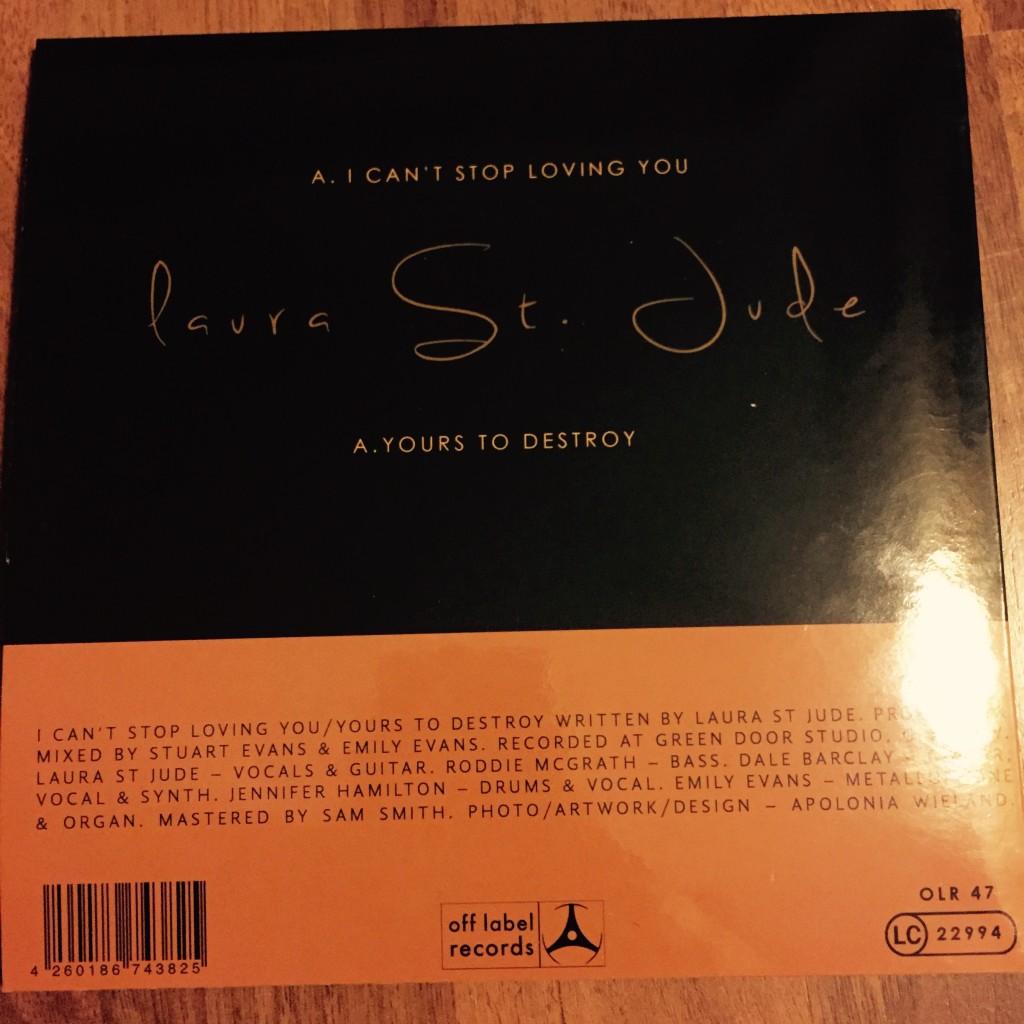 A. I CAN'T STOP LOVING YOU
laura St. Jude
A.YOURS TO DESTROY
I CAN'T STOP LOVING YOU/YOURS TO DESTROY WRITTEN BY LAURA ST JUDE.
MIXED BY STUART EVANS & EMILY EVANS. RECORDED AT GREEN DOOR STUDIO,
LAURA ST JUDE – VOCALS & GUITAR. RODDIE MCGRATH – BASS. DALE BARCLAY –
VOCAL & SYNTH. JENNIFER HAMILTON – DRUMS & VOCAL. EMILY EVANS –
& ORGAN. MASTERED BY SAM SMITH. PHOTO/ARTWORK/DESIGN – APOLONIA WIELAND.
4 260186 743825
off label
records
OLR 47
LC 22994